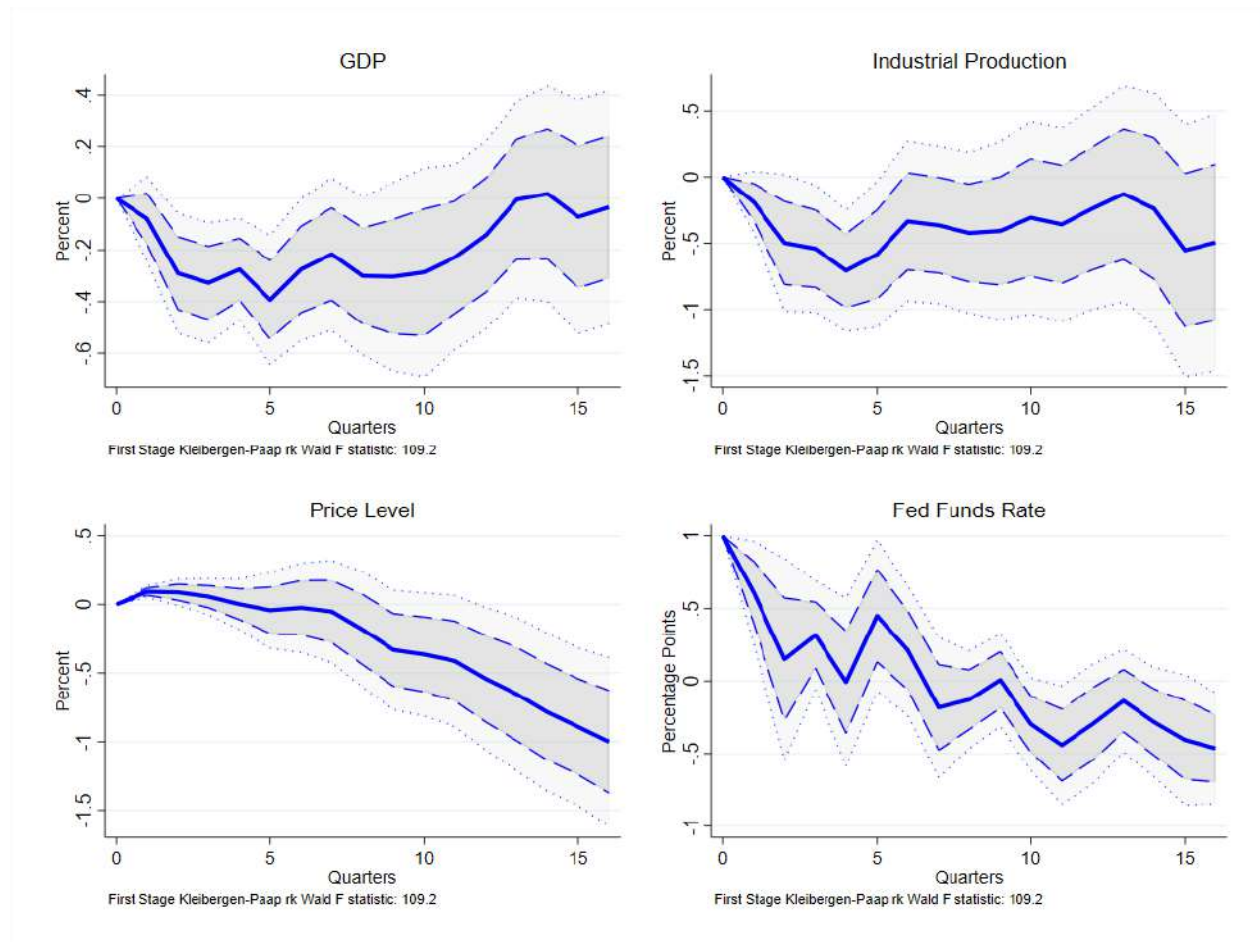 GDP
Percent
.4
.2
0
-.2
-.4
-.6
0 5 10 15
Quarters
First Stage Kleibergen-Paap rk Wald F statistic: 109.2
Industrial Production
Percent
.5
0
-.5
-1
-1.5
0 5 10 15
Quarters
First Stage Kleibergen-Paap rk Wald F statistic: 109.2
Price Level
Percent
.5
0
-.5
-1
-1.5
0 5 10 15
Quarters
First Stage Kleibergen-Paap rk Wald F statistic: 109.2
Fed Funds Rate
Percentage Points
1
.5
0
-.5
-1
0 5 10 15
Quarters
First Stage Kleibergen-Paap rk Wald F statistic: 109.2